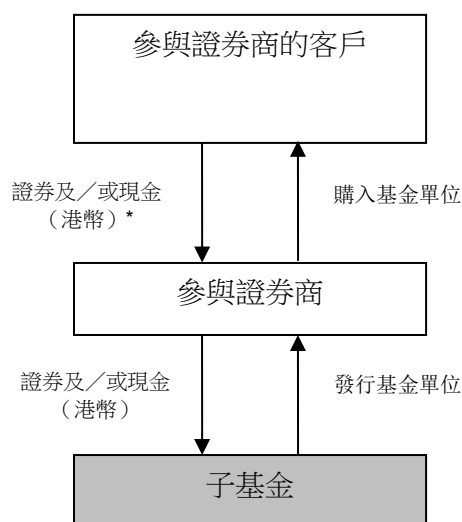 參與證券商的客戶
證券及／或現金
（港幣）*
購入基金單位
參與證券商
證券及／或現金
（港幣）
發行基金單位
子基金